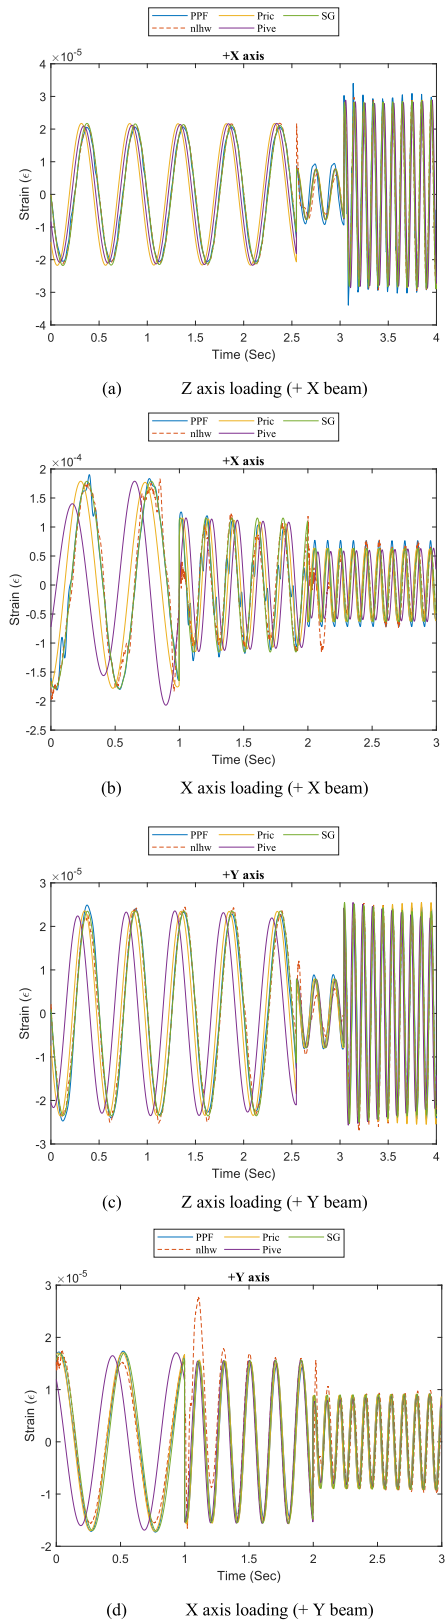 PPF Pric SG
nlhw Pive
×10-5
+X axis
4
3
2
1
0
-1
-2
-3
-4
Strain (ϵ)
0 0.5 1 1.5 2 2.5 3 3.5 4
Time (Sec)
(a) Z axis loading (+ X beam)
PPF Pric SG
nlhw Pive
×10-4
+X axis
2
1.5
1
0.5
0
-0.5
-1
-1.5
-2
-2.5
Strain (ϵ)
0 0.5 1 1.5 2 2.5 3
Time (Sec)
(b) X axis loading (+ X beam)
PPF Pric SG
nlhw Pive
×10-5
+Y axis
3
2
1
0
-1
-2
-3
Strain (ϵ)
0 0.5 1 1.5 2 2.5 3 3.5 4
Time (Sec)
(c) Z axis loading (+ Y beam)
PPF Pric SG
nlhw Pive
×10-5
+Y axis
3
2
1
0
-1
-2
Strain (ϵ)
0 0.5 1 1.5 2 2.5 3
Time (Sec)
(d) X axis loading (+ Y beam)